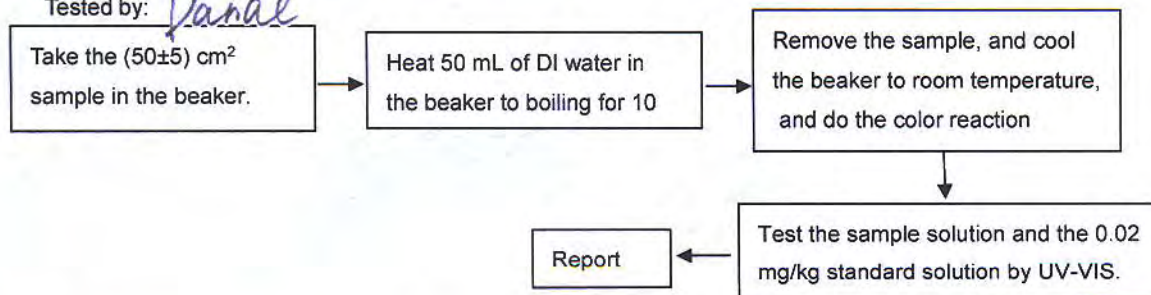 Tested by:
Take the (50±5) cm²
sample in the beaker.
Heat 50 mL of DI water in
the beaker to boiling for 10
Remove the sample, and cool
the beaker to room temperature,
and do the color reaction
Test the sample solution and the 0.02
mg/kg standard solution by UV-VIS.
Report